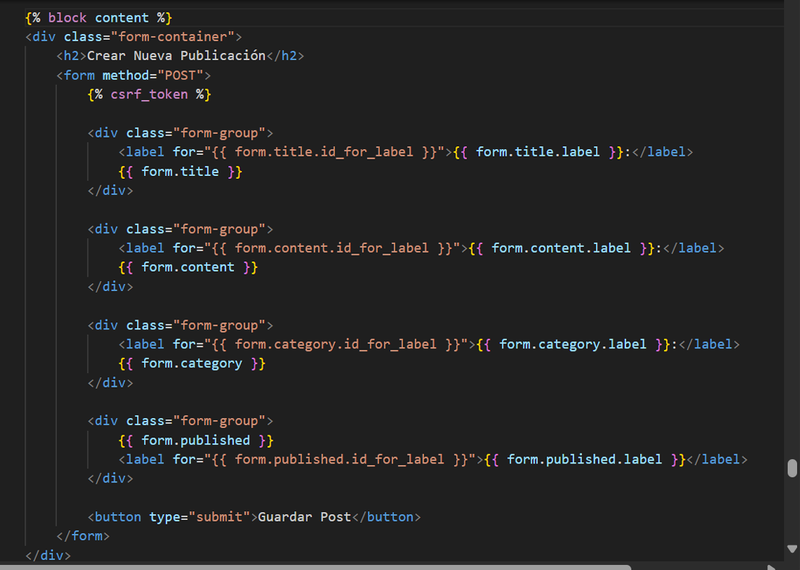 {% block content %}
<div class="form-container">
<h2>Crear Nueva Publicación</h2>
<form method="POST">
{% csrf_token %}
<div class="form-group">
<label for="{{ form.title.id_for_label }}">{{ form.title.label }}:</label>
{{ form.title }}
</div>
<div class="form-group">
<label for="{{ form.content.id_for_label }}">{{ form.content.label }}:</label>
{{ form.content }}
</div>
<div class="form-group">
<label for="{{ form.category.id_for_label }}">{{ form.category.label }}:</label>
{{ form.category }}
</div>
<div class="form-group">
{{ form.published }}
<label for="{{ form.published.id_for_label }}">{{ form.published.label }}</label>
</div>
<button type="submit">Guardar Post</button>
</form>
</div>